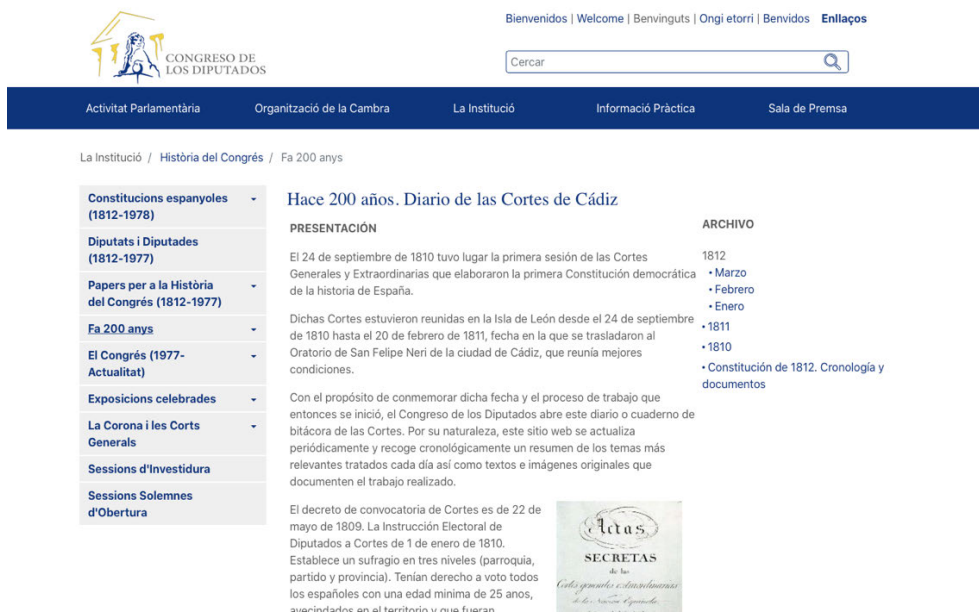 CONGRESO DE
LOS DIPUTADOS
Bienvenidos | Welcome | Benvinguts | Ongi etorri | Benvidos Enllaços
Cercar
Activitat Parlamentària Organització de la Cambra La Institució Informació Pràctica Sala de Premsa
La Institució / Història del Congrés / Fa 200 anys
Constitucions espanyoles
(1812-1978)
Diputats i Diputades
(1812-1977)
Papers per a la Història
del Congrés (1812-1977)
Fa 200 anys
El Congrés (1977-
Actualitat)
Exposicions celebrades
La Corona i les Corts
Generals
Sessions d'Investidura
Sessions Solemnes
d'Obertura
Hace 200 años. Diario de las Cortes de Cádiz
PRESENTACIÓN
El 24 de septiembre de 1810 tuvo lugar la primera sesión de las Cortes
Generales y Extraordinarias que elaboraron la primera Constitución democrática
de la historia de España.
Dichas Cortes estuvieron reunidas en la Isla de León desde el 24 de septiembre
de 1810 hasta el 20 de febrero de 1811, fecha en la que se trasladaron al
Oratorio de San Felipe Neri de la ciudad de Cádiz, que reunía mejores
condiciones.
Con el propósito de conmemorar dicha fecha y el proceso de trabajo que
entonces se inició, el Congreso de los Diputados abre este diario o cuaderno de
bitácora de las Cortes. Por su naturaleza, este sitio web se actualiza
periódicamente y recoge cronológicamente un resumen de los temas más
relevantes tratados cada día así como textos e imágenes originales que
documenten el trabajo realizado.
El decreto de convocatoria de Cortes es de 22 de
mayo de 1809. La Instrucción Electoral de
Diputados a Cortes de 1 de enero de 1810.
Establece un sufragio en tres niveles (parroquia,
partido y provincia). Tenían derecho a voto todos
los españoles con una edad minima de 25 anos,
avecindados en el territorio y que fueran
Actas
SECRETAS
de las
Cortes generales extraordinarias
de la Nación Española
ARCHIVO
1812
• Marzo
• Febrero
• Enero
• 1811
• 1810
• Constitución de 1812. Cronología y
documentos